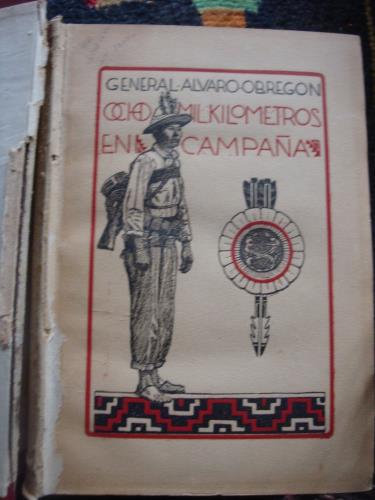 GENERAL·ALVARO·OBREGON
OCHO MIL KILOMETROS
EN CAMPAÑA